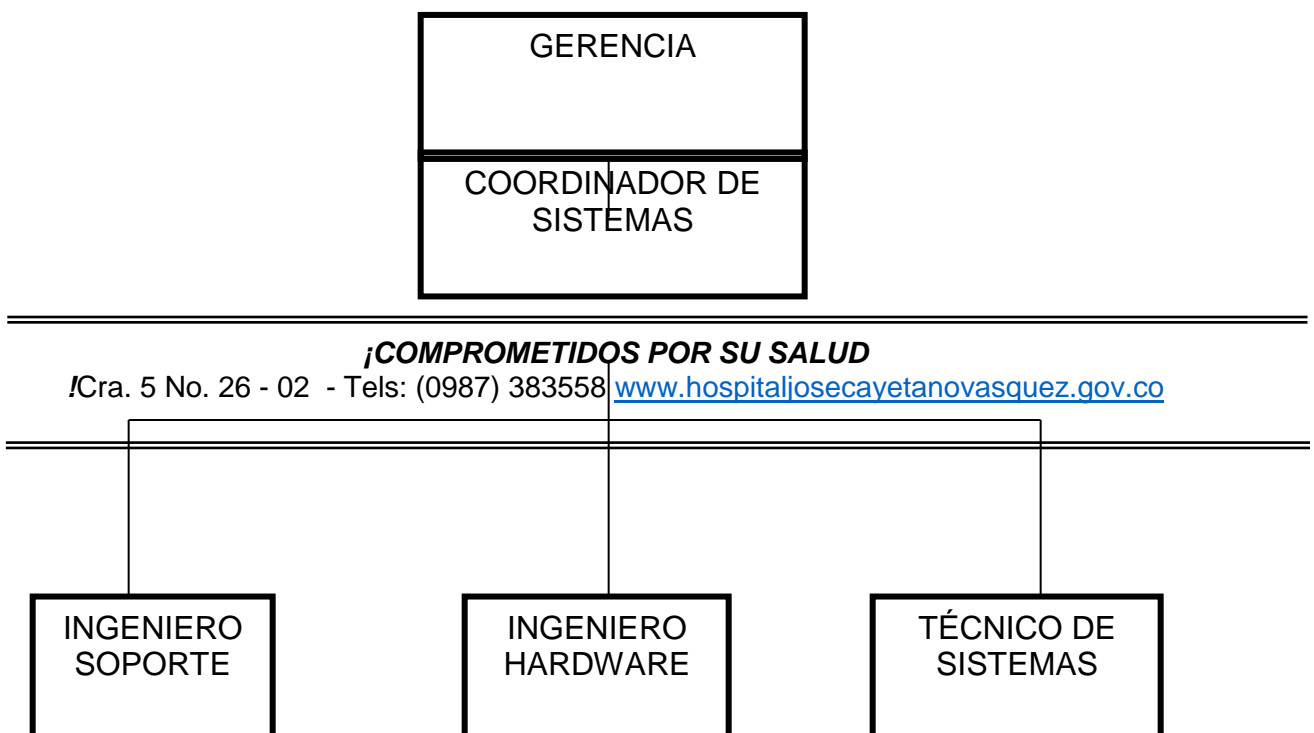 GERENCIA
COORDINADOR DE
SISTEMAS
¡COMPROMETIDOS POR SU SALUD
!Cra. 5 No. 26 - 02 - Tels: (0987) 383558 www.hospitaljosecayetanovasquez.gov.co
INGENIERO
SOPORTE
INGENIERO
HARDWARE
TÉCNICO DE
SISTEMAS